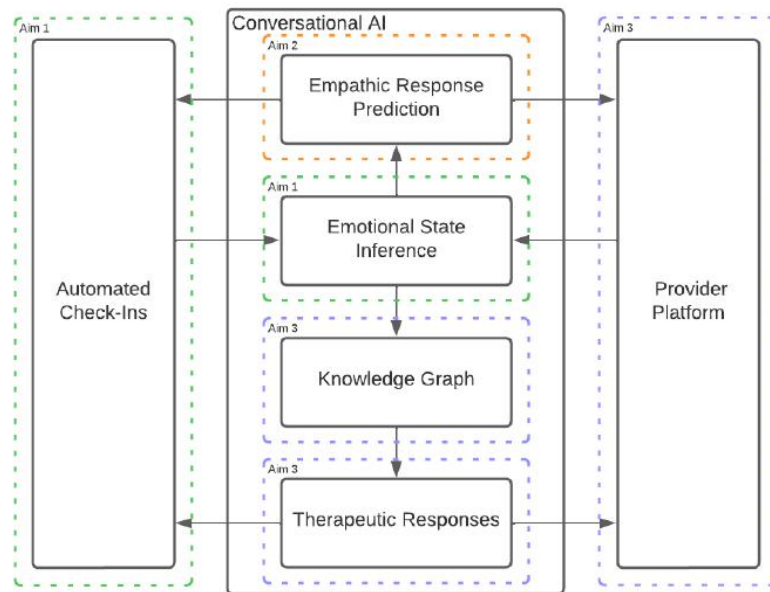 Aim 1
Conversational AI
Aim 3
Aim 2
Empathic Response
Prediction
Aim 1
Emotional State
Inference
Automated
Check-Ins
Provider
Platform
Aim 3
Knowledge Graph
Aim 3
Therapeutic Responses